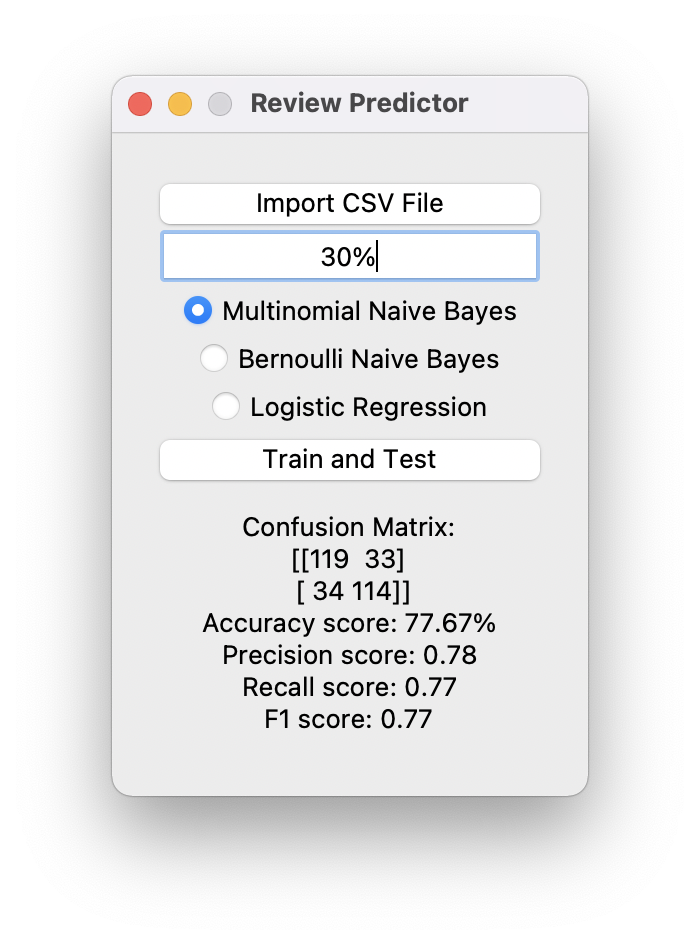 Review Predictor
Import CSV File
30%
Multinomial Naive Bayes
Bernoulli Naive Bayes
Logistic Regression
Train and Test
Confusion Matrix:
[[119  33]
[ 34 114]]
Accuracy score: 77.67%
Precision score: 0.78
Recall score: 0.77
F1 score: 0.77